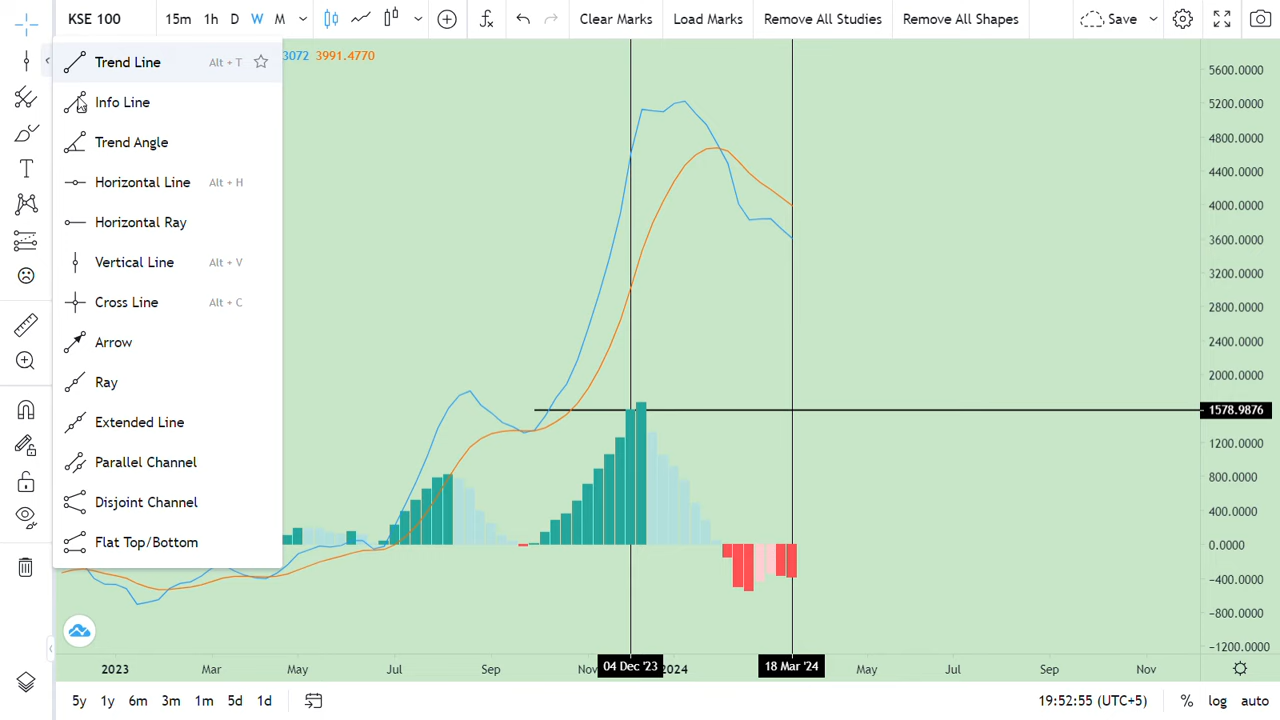 KSE 100 15m 1h D W M Clear Marks Load Marks Remove All Studies Remove All Shapes Save
3072 3991.4770
Trend Line Alt + T
Info Line
Trend Angle
Horizontal Line Alt + H
Horizontal Ray
Vertical Line Alt + V
Cross Line Alt + C
Arrow
Ray
Extended Line
Parallel Channel
Disjoint Channel
Flat Top/Bottom
5600.0000
5200.0000
4800.0000
4400.0000
4000.0000
3600.0000
3200.0000
2800.0000
2400.0000
2000.0000
1578.9876
1200.0000
800.0000
400.0000
0.0000
-400.0000
-800.0000
-1200.0000
2023 Mar May Jul Sep Nov 04 Dec '23 2024 18 Mar '24 May Jul Sep Nov
5y 1y 6m 3m 1m 5d 1d 19:52:55 (UTC+5) % log auto